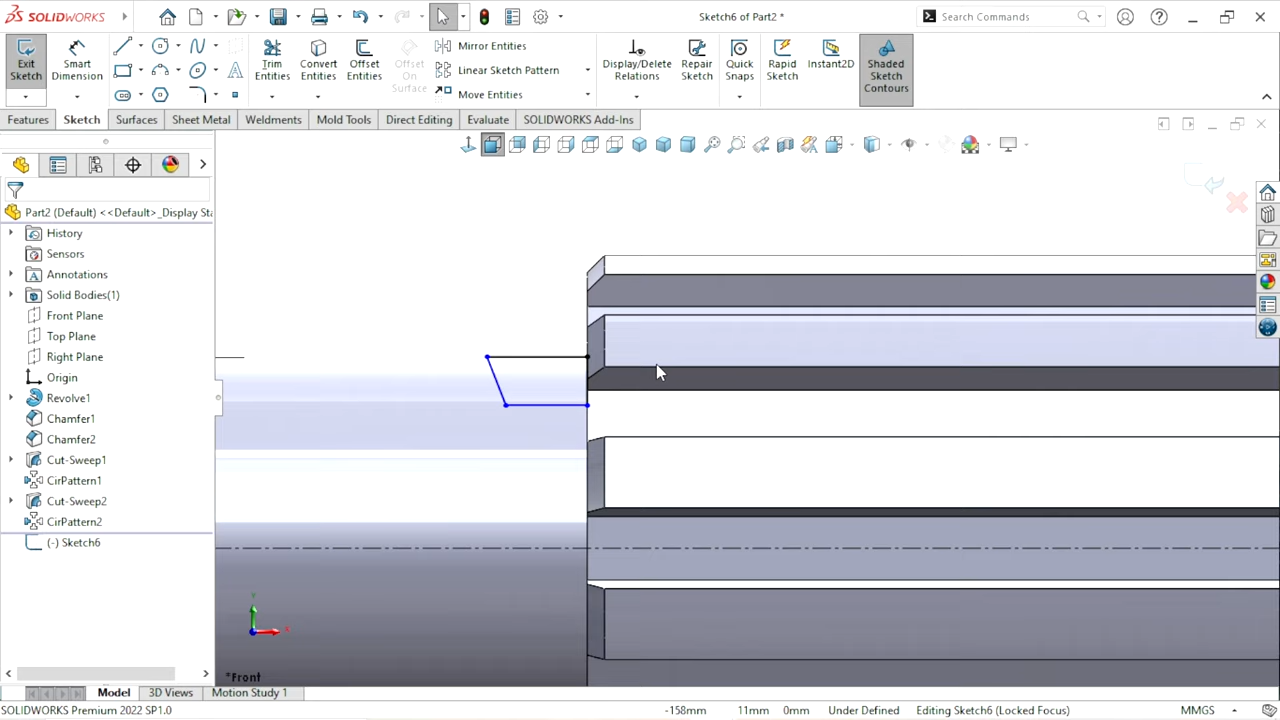 SOLIDWORKS
Sketch6 of Part2 *
Search Commands
Exit Sketch
Smart Dimension
Trim Entities
Convert Entities
Offset Entities
Offset On Surface
Mirror Entities
Linear Sketch Pattern
Move Entities
Display/Delete Relations
Repair Sketch
Quick Snaps
Rapid Sketch
Instant2D
Shaded Sketch Contours
Features
Sketch
Surfaces
Sheet Metal
Weldments
Mold Tools
Direct Editing
Evaluate
SOLIDWORKS Add-Ins
Part2 (Default) <<Default>_Display Sta
History
Sensors
Annotations
Solid Bodies(1)
Front Plane
Top Plane
Right Plane
Origin
Revolve1
Chamfer1
Chamfer2
Cut-Sweep1
CirPattern1
Cut-Sweep2
CirPattern2
(-) Sketch6
Y
X
*Front
Model
3D Views
Motion Study 1
SOLIDWORKS Premium 2022 SP1.0
-158mm
11mm
0mm
Under Defined
Editing Sketch6 (Locked Focus)
MMGS